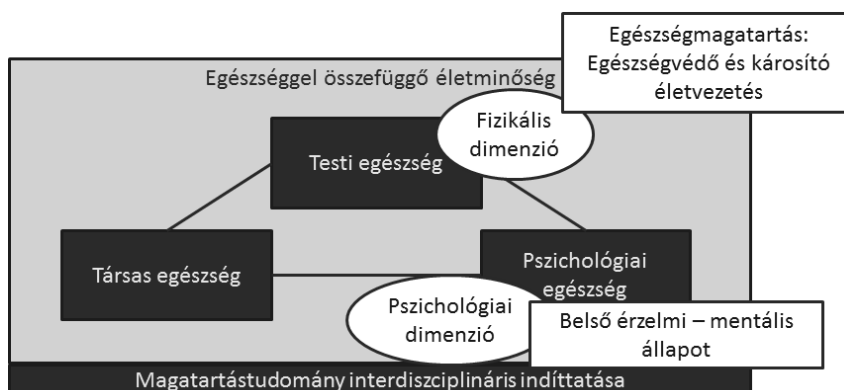 Egészségmagatartás:
Egészségvédő és károsító
életvezetés
Egészséggel összefüggő életminőség
Fizikális
dimenzió
Testi egészség
Társas egészség
Pszichológiai
egészség
Pszichológiai
dimenzió
Belső érzelmi – mentális
állapot
Magatartástudomány interdiszciplináris indíttatása